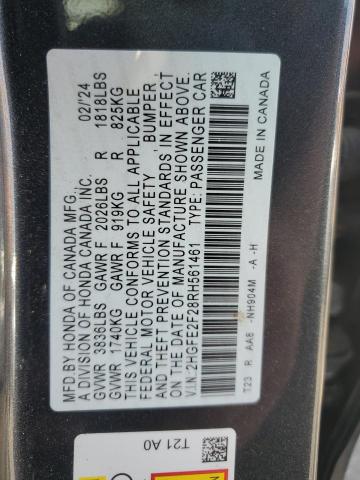 MFD.BY HONDA OF CANADA MFG., 02/'24
A DIVISION OF HONDA CANADA INC.
GVWR 3836LBS GAWR F 2028LBS R 1818LBS
GVWR 1740KG GAWR F 919KG R 825KG
THIS VEHICLE CONFORMS TO ALL APPLICABLE
FEDERAL MOTOR VEHICLE SAFETY, BUMPER,
AND THEFT PREVENTION STANDARDS IN EFFECT
ON THE DATE OF MANUFACTURE SHOWN ABOVE.
V.I.N:2HGFE2F28RH561461 TYPE:PASSENGER CAR
T23 R AA8 -NH904M -A -H MADE IN CANADA
T21 A0